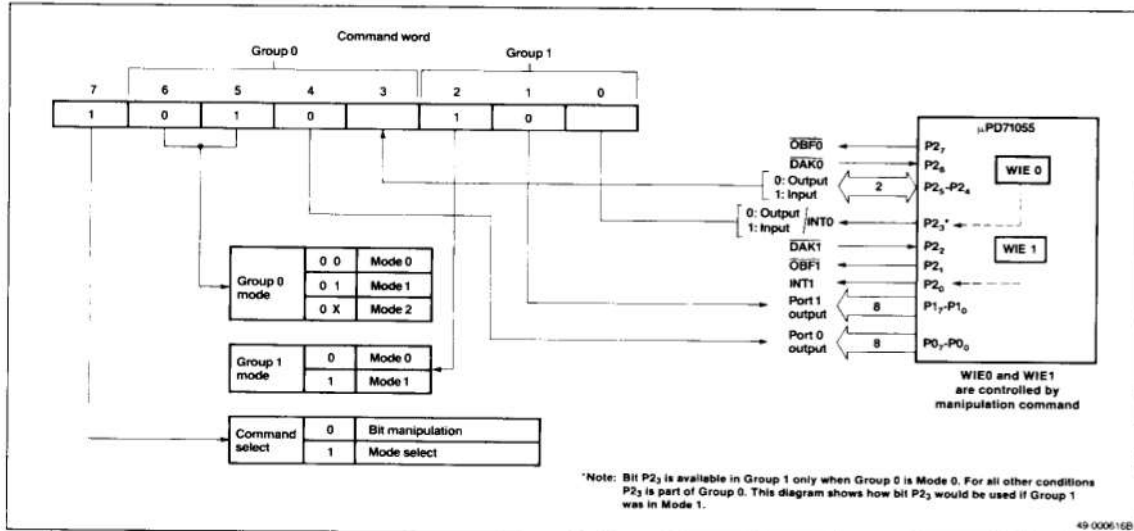 Command word
Group 0 Group 1
7 6 5 4 3 2 1 0
1 0 1 0 1 0
μPD71055
OBF0 P2₇
DAK0 P2₆
WIE 0
0: Output
1: Input
2 P2₅-P2₄
0: Output
1: Input
INT0 P2₃*
DAK1 P2₂
WIE 1
OBF1 P2₁
INT1 P2₀
Port 1
output
8 P1₇-P1₀
Port 0
output
8 P0₇-P0₀
Group 0
mode
0 0 Mode 0
0 1 Mode 1
0 X Mode 2
Group 1
mode
0 Mode 0
1 Mode 1
WIE0 and WIE1
are controlled by
manipulation command
Command
select
0 Bit manipulation
1 Mode select
*Note: Bit P2₃ is available in Group 1 only when Group 0 is Mode 0. For all other conditions
P2₃ is part of Group 0. This diagram shows how bit P2₃ would be used if Group 1
was in Mode 1.
49-000616B